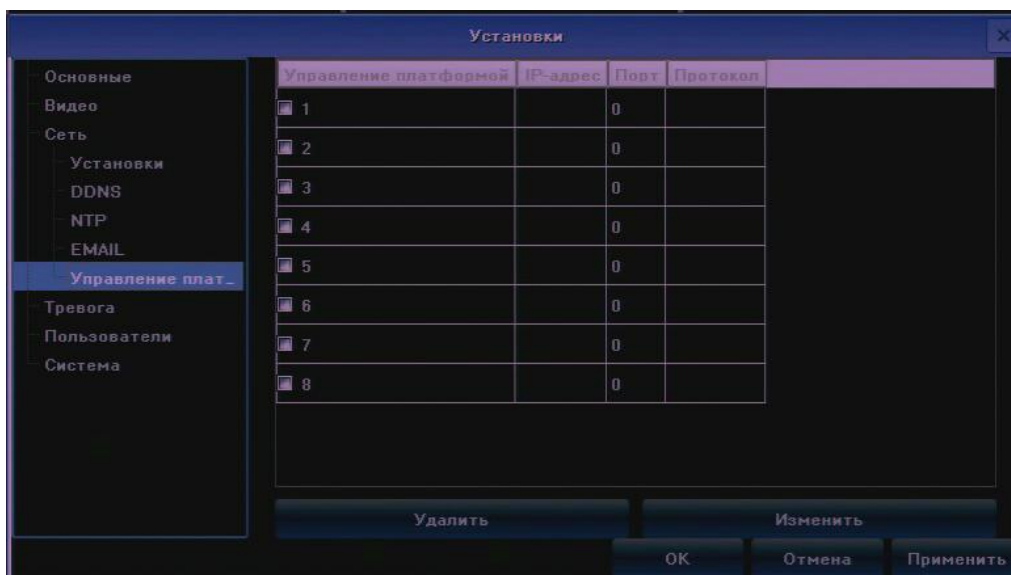 Установки
Основные
Видео
Сеть
Установки
DDNS
NTP
EMAIL
Управление плат_
Тревога
Пользователи
Система
Управление платформой IP-адрес Порт Протокол
1 0
2 0
3 0
4 0
5 0
6 0
7 0
8 0
Удалить Изменить
OK Отмена Применить